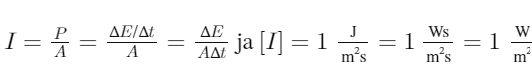 I = P/A = (ΔE/Δt)/A = ΔE/(AΔt) ja [I] = 1 J/(m²s) = 1 Ws/(m²s) = 1 W/m²